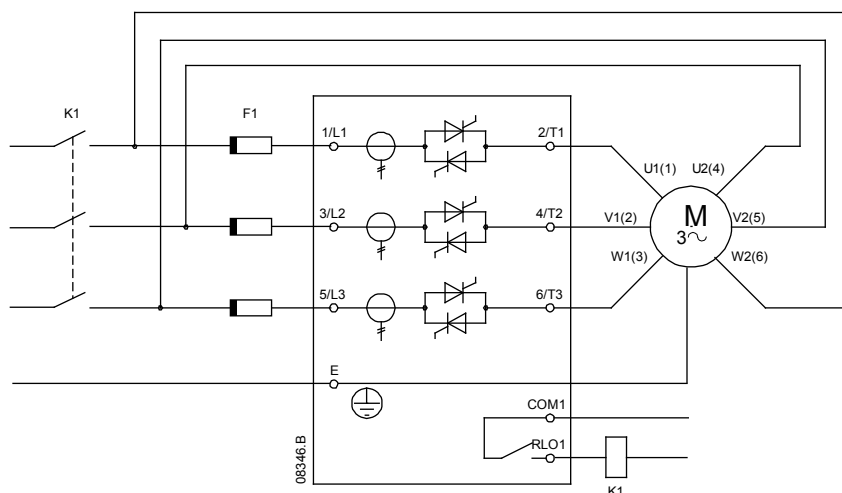 K1
F1
1/L1
2/T1
U1(1)
U2(4)
3/L2
4/T2
V1(2)
M
3~
V2(5)
W1(3)
W2(6)
5/L3
6/T3
E
COM1
RLO1
08346.B
K1